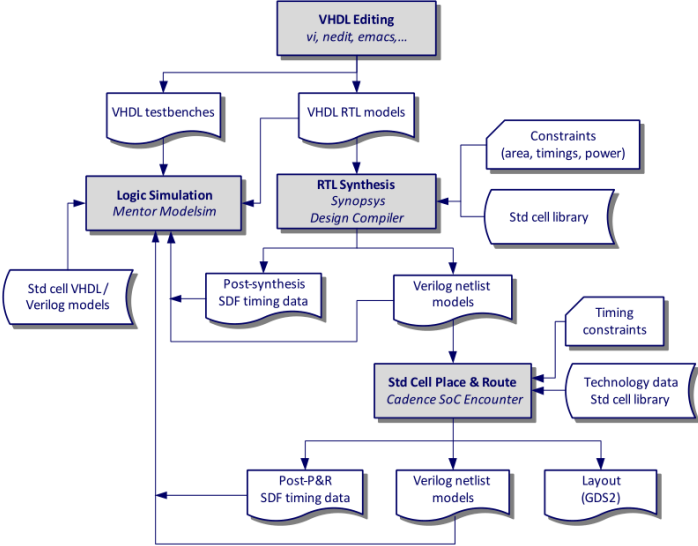 VHDL Editing
vi, nedit, emacs,...
VHDL testbenches
VHDL RTL models
Constraints
(area, timings, power)
Logic Simulation
Mentor Modelsim
RTL Synthesis
Synopsys
Design Compiler
Std cell library
Std cell VHDL/
Verilog models
Post-synthesis
SDF timing data
Verilog netlist
models
Timing
constraints
Std Cell Place & Route
Cadence SoC Encounter
Technology data
Std cell library
Post-P&R
SDF timing data
Verilog netlist
models
Layout
(GDS2)